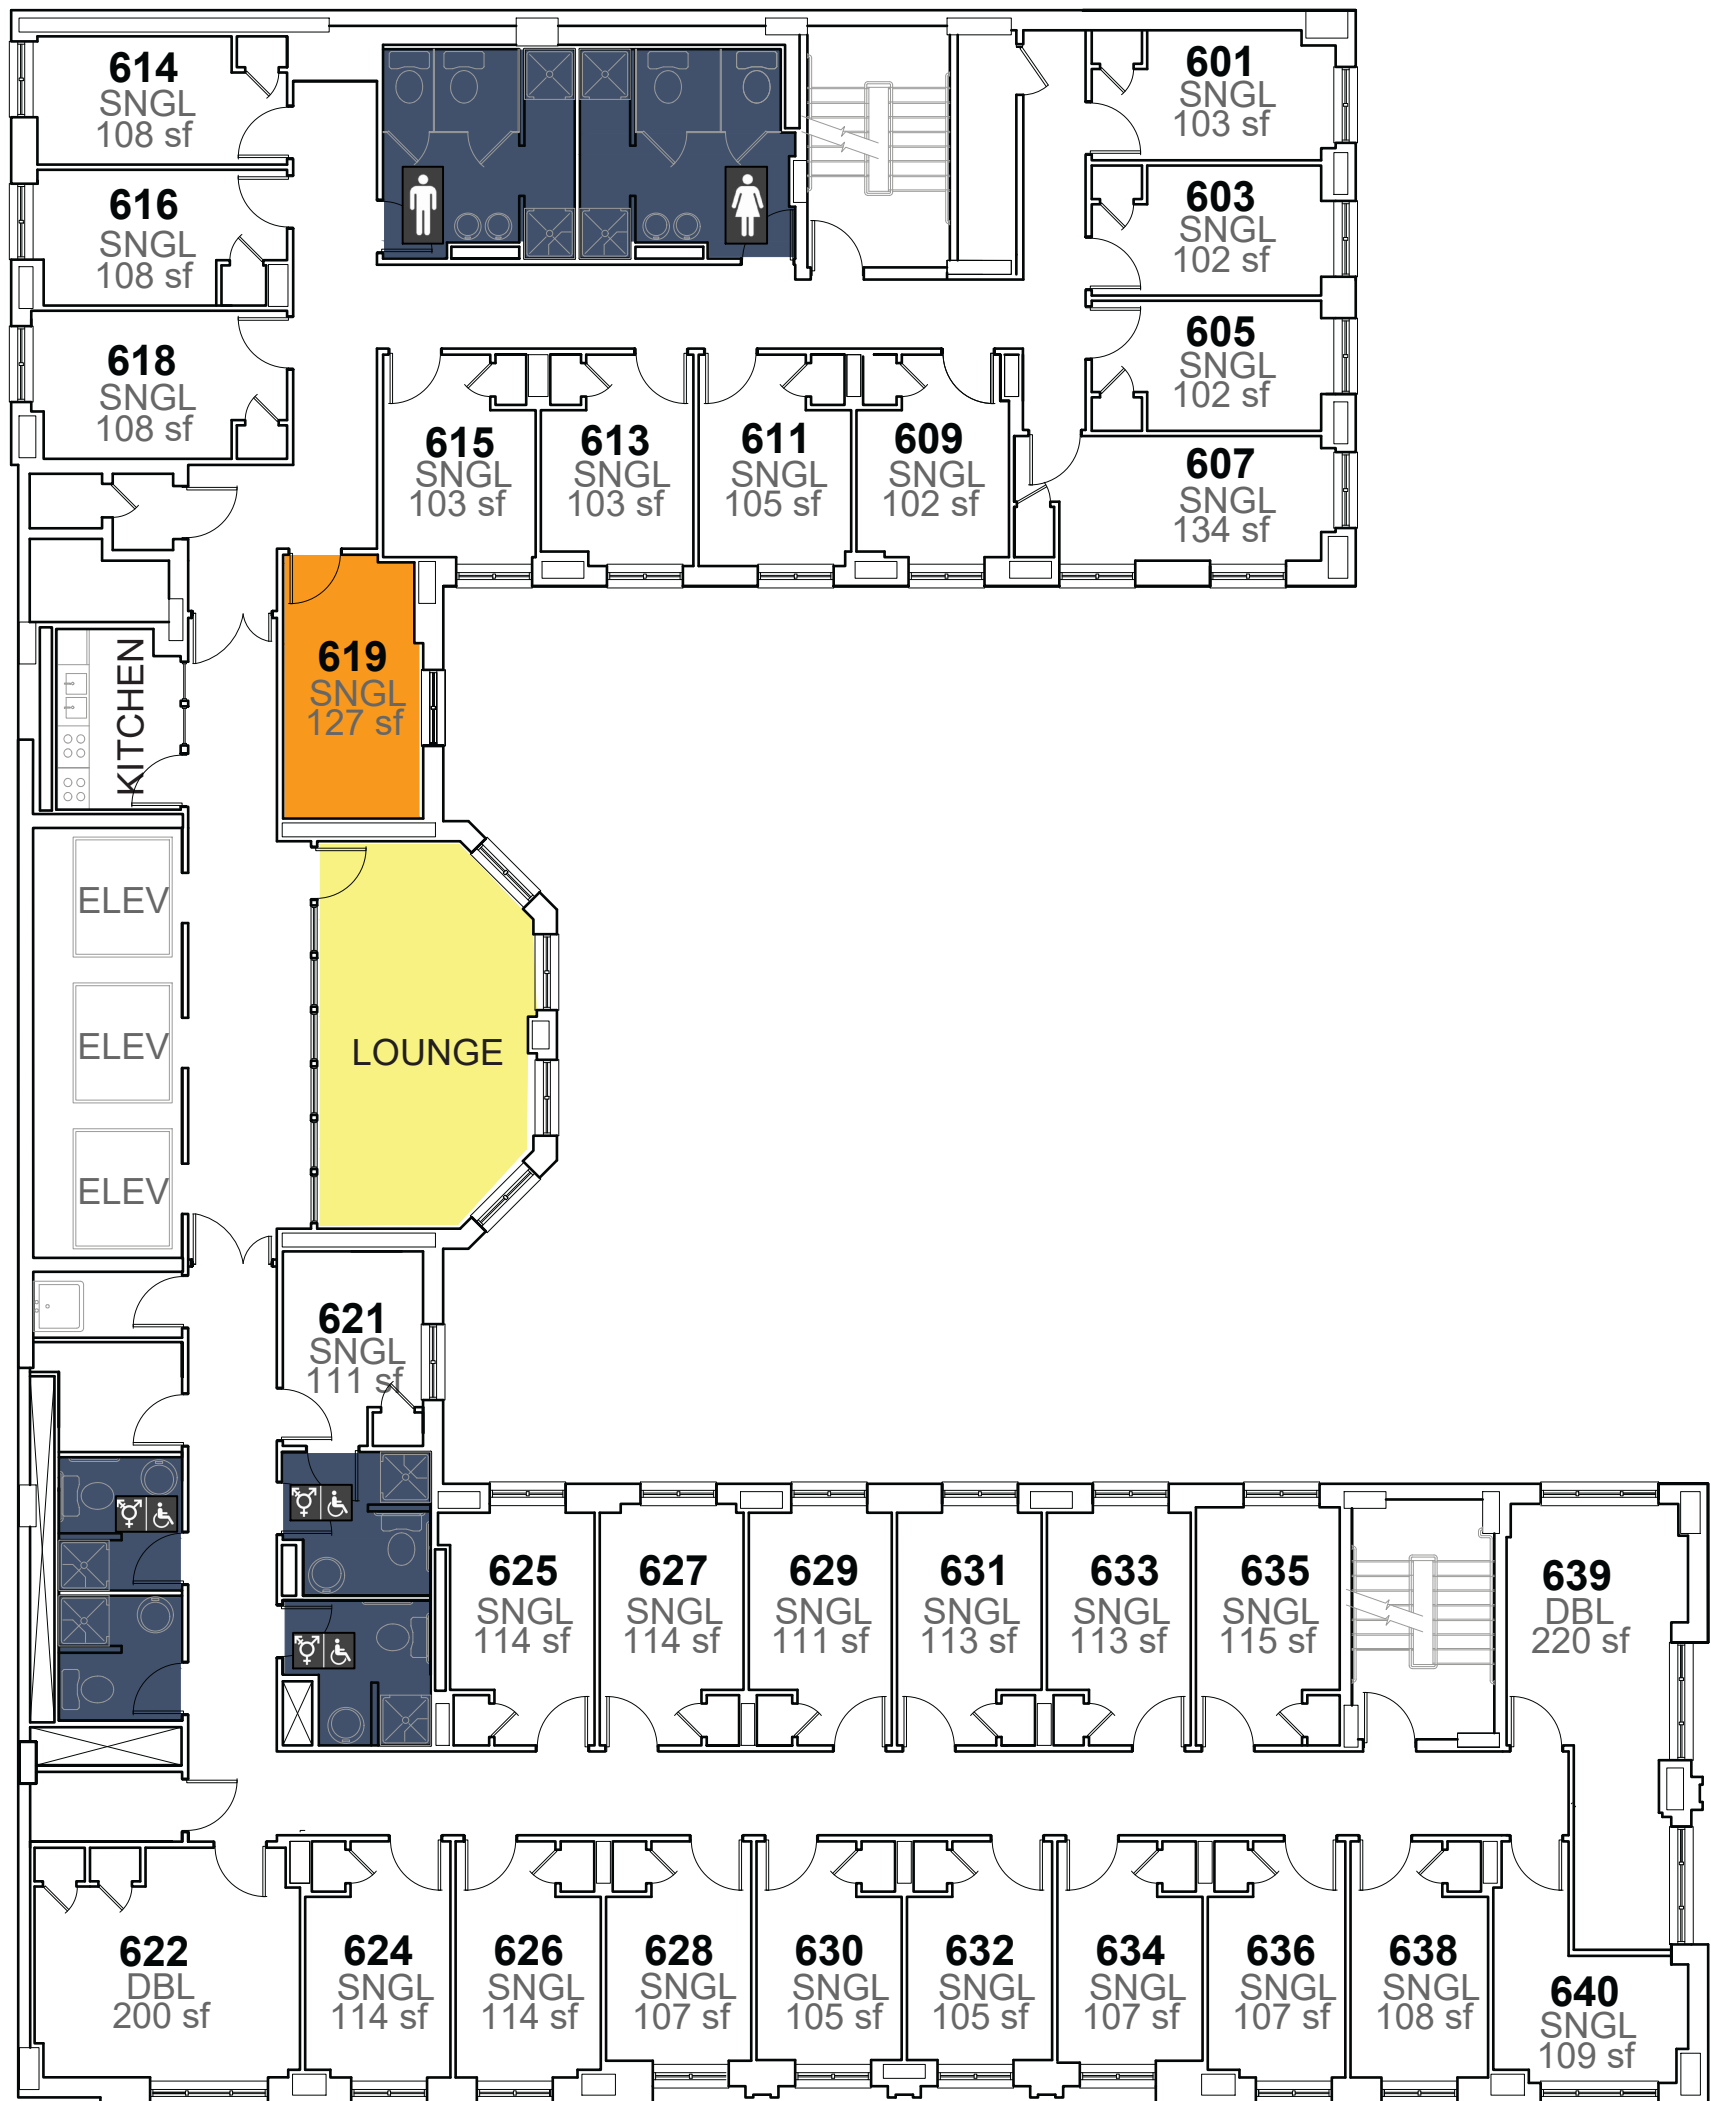 614
SNGL
108 sf
601
SNGL
103 sf
616
SNGL
108 sf
603
SNGL
102 sf
618
SNGL
108 sf
605
SNGL
102 sf
615
SNGL
103 sf
613
SNGL
103 sf
611
SNGL
105 sf
609
SNGL
102 sf
607
SNGL
134 sf
619
SNGL
127 sf
KITCHEN
ELEV
ELEV
ELEV
LOUNGE
621
SNGL
111 sf
625
SNGL
114 sf
627
SNGL
114 sf
629
SNGL
111 sf
631
SNGL
113 sf
633
SNGL
113 sf
635
SNGL
115 sf
639
DBL
220 sf
622
DBL
200 sf
624
SNGL
114 sf
626
SNGL
114 sf
628
SNGL
107 sf
630
SNGL
105 sf
632
SNGL
105 sf
634
SNGL
107 sf
636
SNGL
107 sf
638
SNGL
108 sf
640
SNGL
109 sf